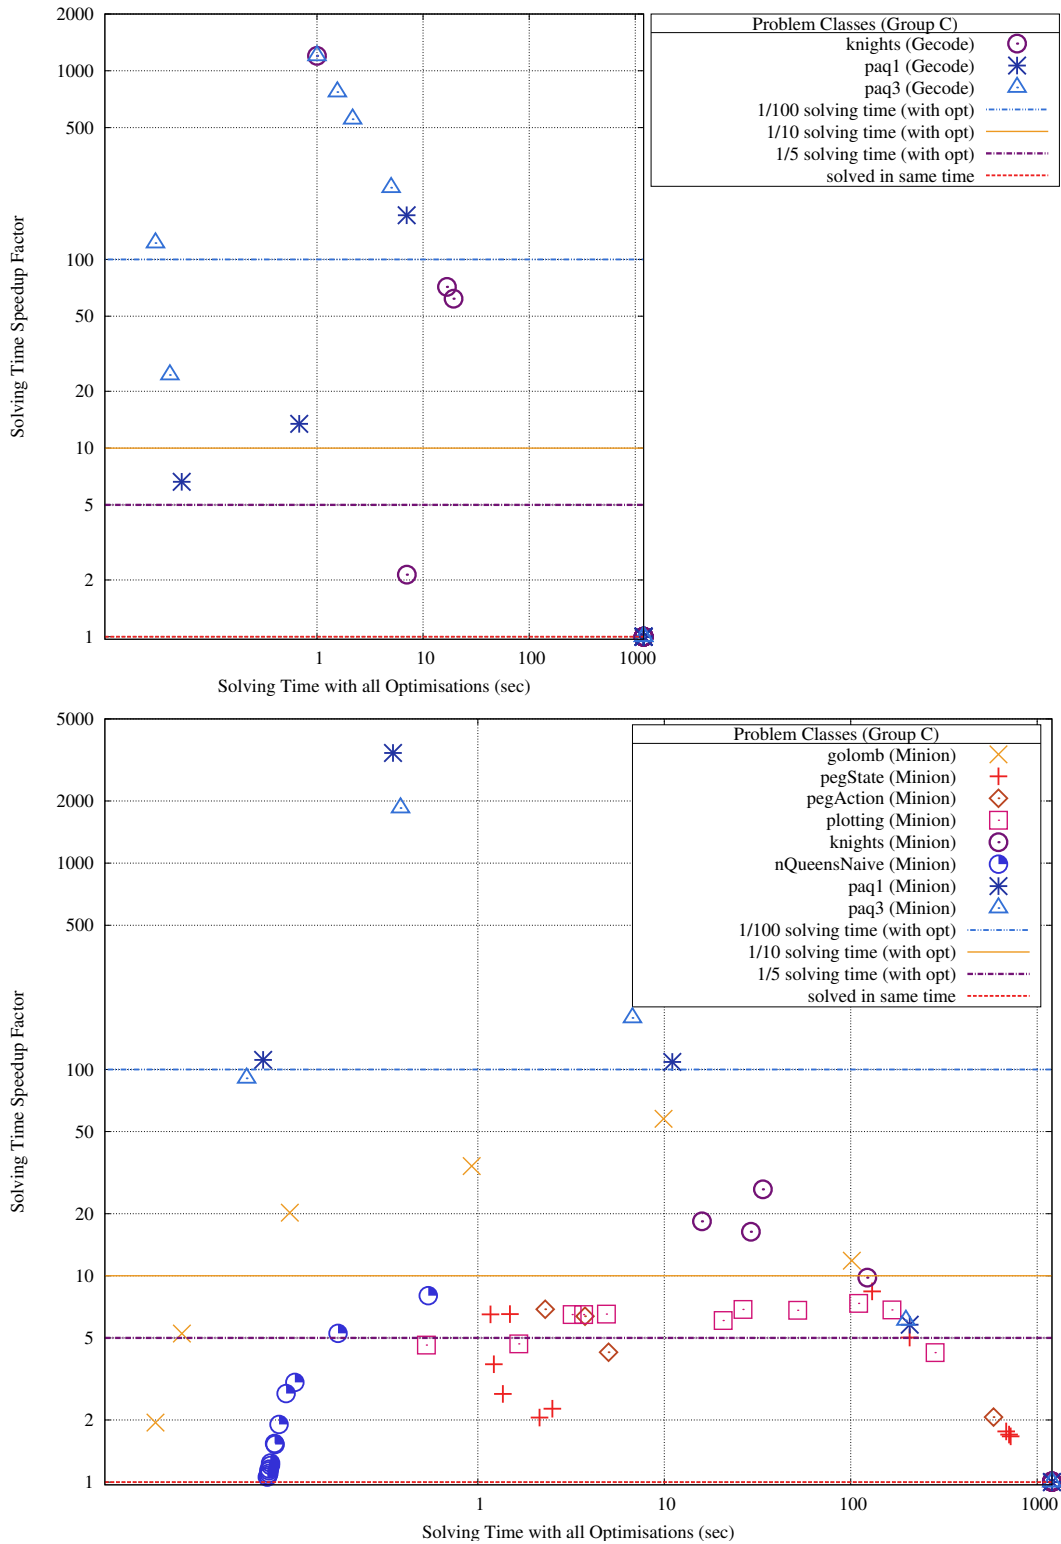 2000
1000
500
100
50
20
10
5
2
1
Solving Time Speedup Factor
1
10
100
1000
Solving Time with all Optimisations (sec)
Problem Classes (Group C)
knights (Gecode)
paq1 (Gecode)
paq3 (Gecode)
1/100 solving time (with opt)
1/10 solving time (with opt)
1/5 solving time (with opt)
solved in same time
5000
2000
1000
500
100
50
20
10
5
2
1
Solving Time Speedup Factor
1
10
100
1000
Solving Time with all Optimisations (sec)
Problem Classes (Group C)
golomb (Minion)
pegState (Minion)
pegAction (Minion)
plotting (Minion)
knights (Minion)
nQueensNaive (Minion)
paq1 (Minion)
paq3 (Minion)
1/100 solving time (with opt)
1/10 solving time (with opt)
1/5 solving time (with opt)
solved in same time